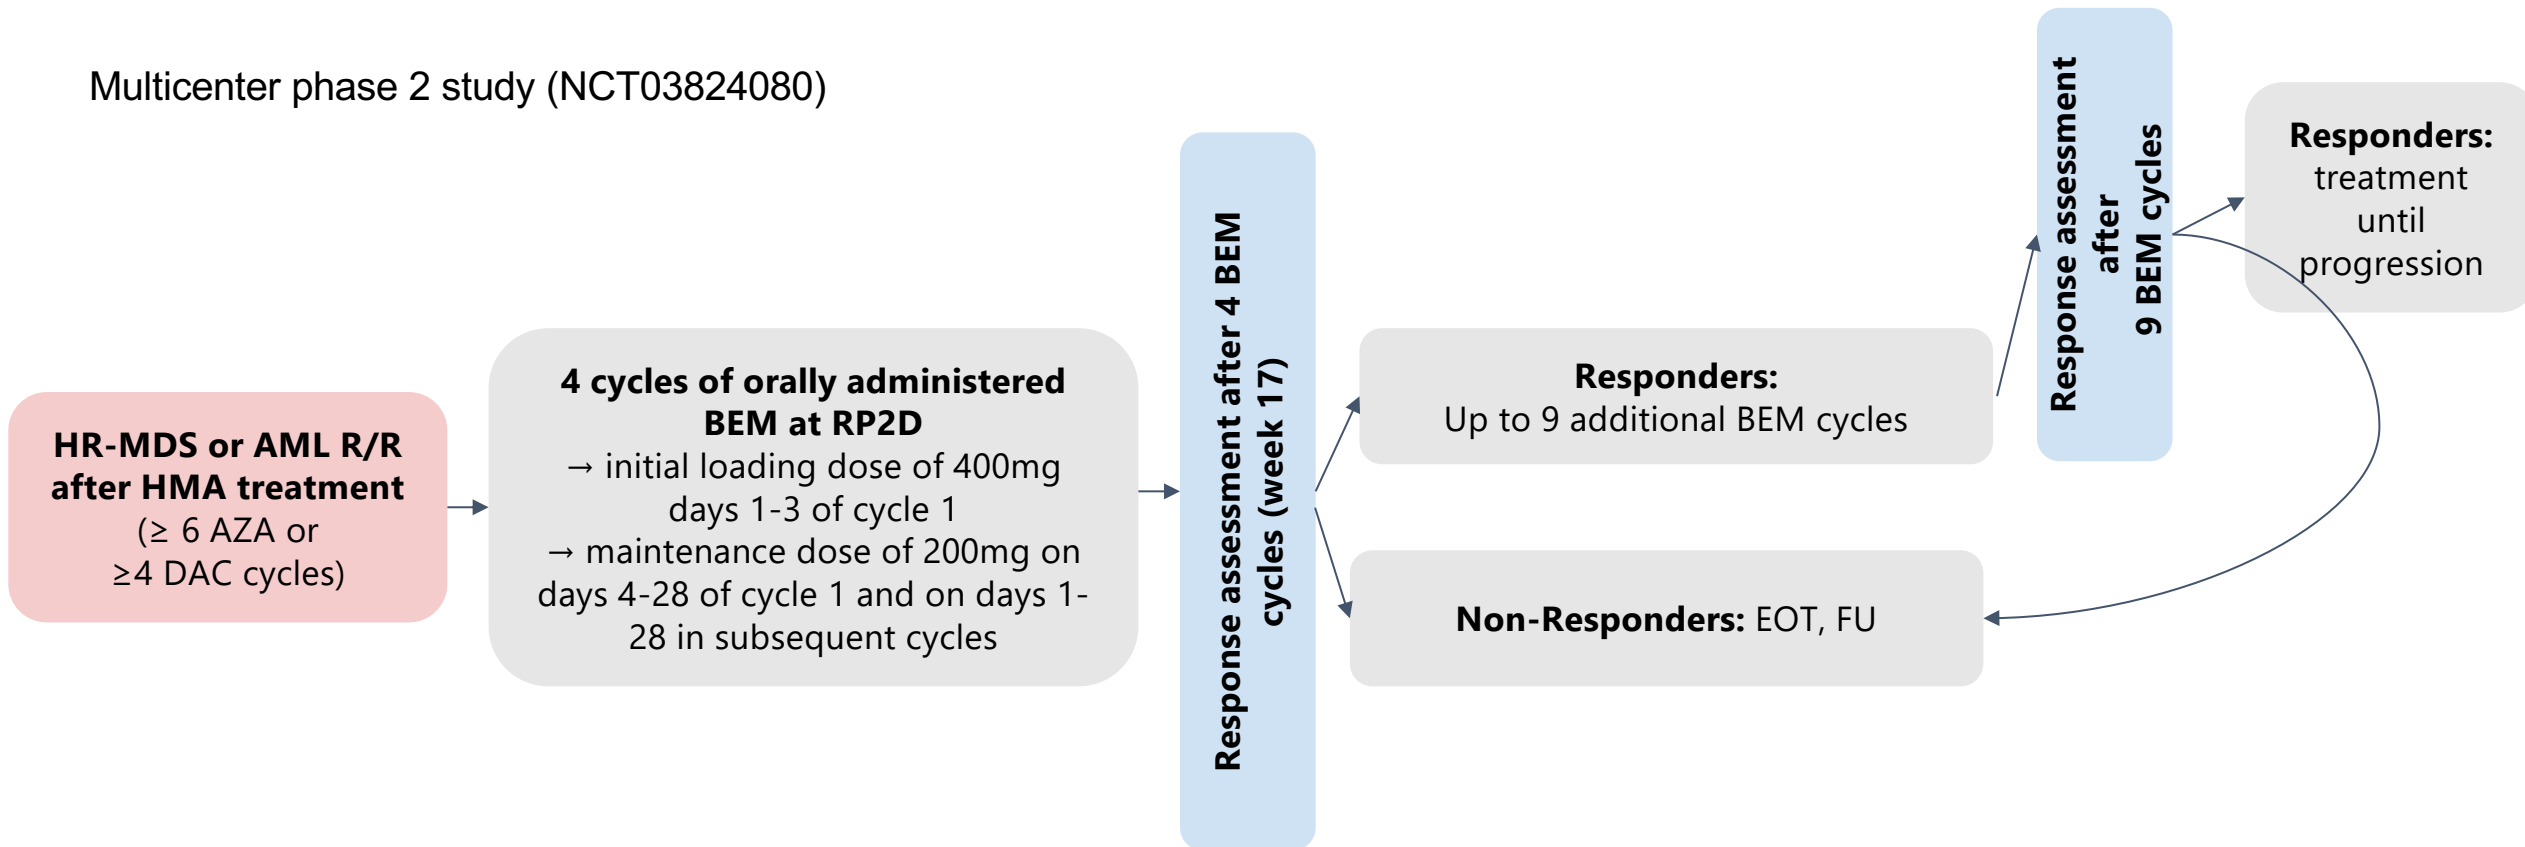 Multicenter phase 2 study (NCT03824080)
HR-MDS or AML R/R
after HMA treatment
(≥ 6 AZA or
≥4 DAC cycles)
4 cycles of orally administered
BEM at RP2D
→ initial loading dose of 400mg
days 1-3 of cycle 1
→ maintenance dose of 200mg on
days 4-28 of cycle 1 and on days 1-
28 in subsequent cycles
Response assessment after 4 BEM
cycles (week 17)
Responders:
Up to 9 additional BEM cycles
Non-Responders: EOT, FU
Response assessment
after
9 BEM cycles
Responders:
treatment
until
progression